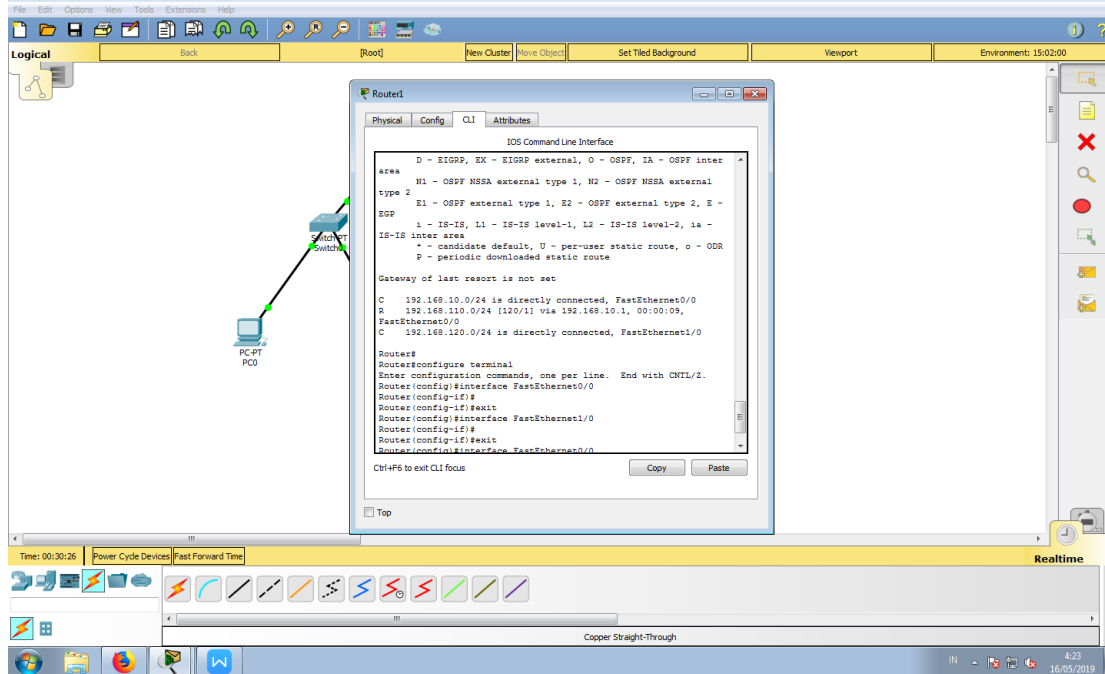 File Edit Options View Tools Extensions Help
Logical
Back
[Root]
New Cluster
Move Object
Set Tiled Background
Viewport
Environment: 15:02:00
Router1
Physical
Config
CLI
Attributes
IOS Command Line Interface
D - EIGRP, EX - EIGRP external, O - OSPF, IA - OSPF inter
area
N1 - OSPF NSSA external type 1, N2 - OSPF NSSA external
type 2
E1 - OSPF external type 1, E2 - OSPF external type 2, E -
EGP
i - IS-IS, L1 - IS-IS level-1, L2 - IS-IS level-2, ia -
IS-IS inter area
* - candidate default, U - per-user static route, o - ODR
P - periodic downloaded static route
Gateway of last resort is not set
C 192.168.10.0/24 is directly connected, FastEthernet0/0
R 192.168.110.0/24 [120/1] via 192.168.10.1, 00:00:09,
FastEthernet0/0
C 192.168.120.0/24 is directly connected, FastEthernet1/0
Router#
Router#configure terminal
Enter configuration commands, one per line. End with CNTL/Z.
Router(config)#interface FastEthernet0/0
Router(config-if)#
Router(config-if)#exit
Router(config)#interface FastEthernet1/0
Router(config-if)#
Router(config-if)#exit
Router(config)#interface FastEthernet0/0
Ctrl+F6 to exit CLI focus
Copy
Paste
Top
Switch-PT
Switch
PC-PT
PC0
Time: 00:30:26
Power Cycle Devices
Fast Forward Time
Realtime
Copper Straight-Through
IN
4:23
16/05/2019